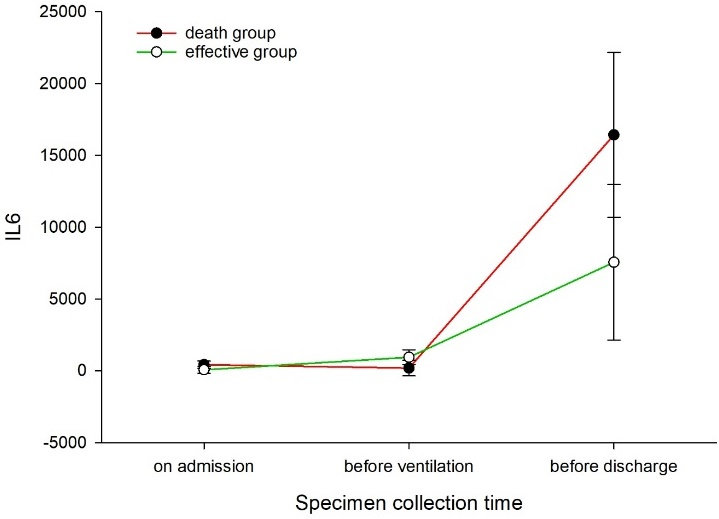 25000
death group
effective group
20000
15000
10000
5000
0
-5000
IL6
on admission
before ventilation
before discharge
Specimen collection time